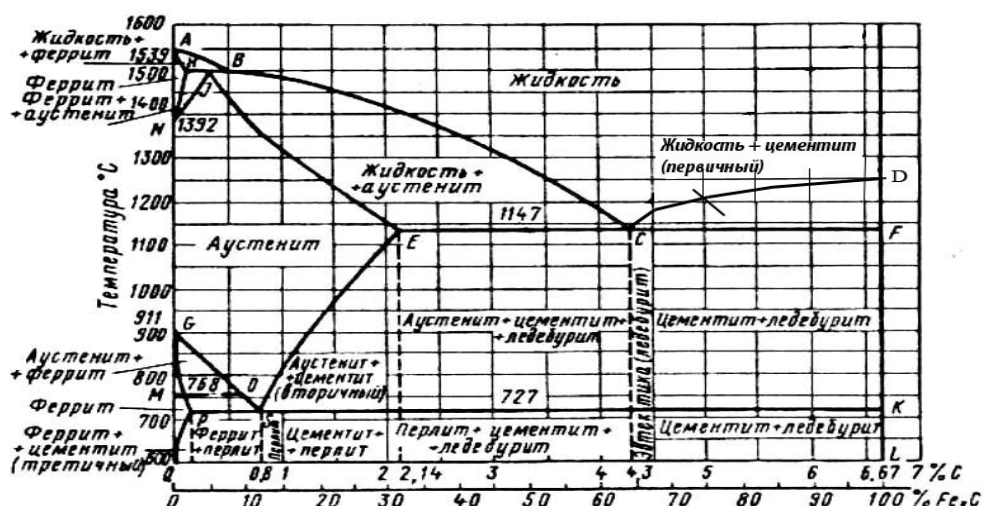 1600
Жидкость+
+феррит
1539
A
H
B
1500
Феррит
J
Феррит+
+аустенит
1400
N
1392
Жидкость
1300
Температура °C
Жидкость+
+аустенит
Жидкость + цементит
(первичный)
D
1200
1147
E
C
F
1100
Аустенит
1000
911
G
900
Аустенит+цементит+
+ледебурит
Эвтектика (ледебурит)
Цементит+ледебурит
Аустенит+
+феррит
800
M
768
O
Аустенит+
+цементит
(вторичный)
727
Феррит
700
P
S
K
Феррит+
+цементит
(третичный)
Феррит
+перлит
Перлит
Цементит+
+перлит
Перлит+цементит+
+ледебурит
Цементит+ледебурит
600
L
0 0,8 1 2 2,14 3 4 4,3 5 6 6,67 7 % C
0 10 20 30 40 50 60 70 80 90 100 % Fe₃C